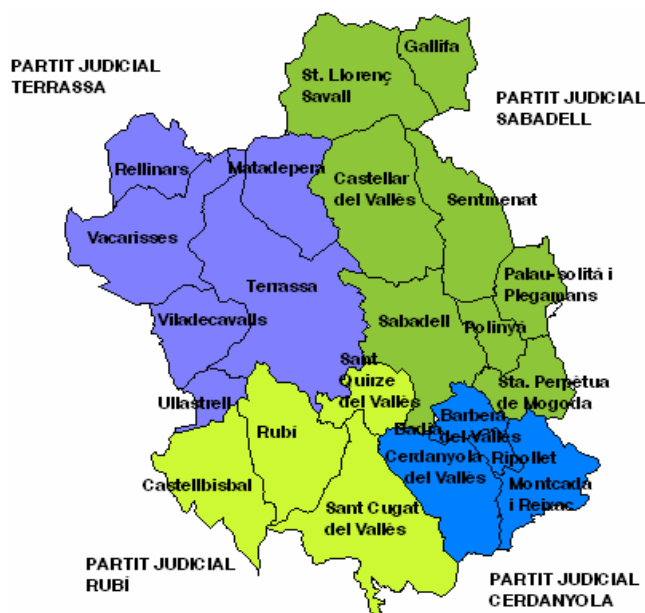 Gallifa
PARTIT JUDICIAL
TERRASSA
St. Llorenç
Savall
PARTIT JUDICIAL
SABADELL
Rellinars
Matadepera
Castellar
del Vallès
Sentmenat
Vacarisses
Palau-solità i
Plegamans
Terrassa
Viladecavalls
Sabadell
Polinyà
Sant
Quirze
del Vallès
Sta. Perpètua
de Mogoda
Ullastrell
Barberà
del Vallès
Badia
Rubí
Ripollet
Cerdanyola
del Vallès
Castellbisbal
Montcada
i Reixac
Sant Cugat
del Vallès
PARTIT JUDICIAL
RUBÍ
PARTIT JUDICIAL
CERDANYOLA